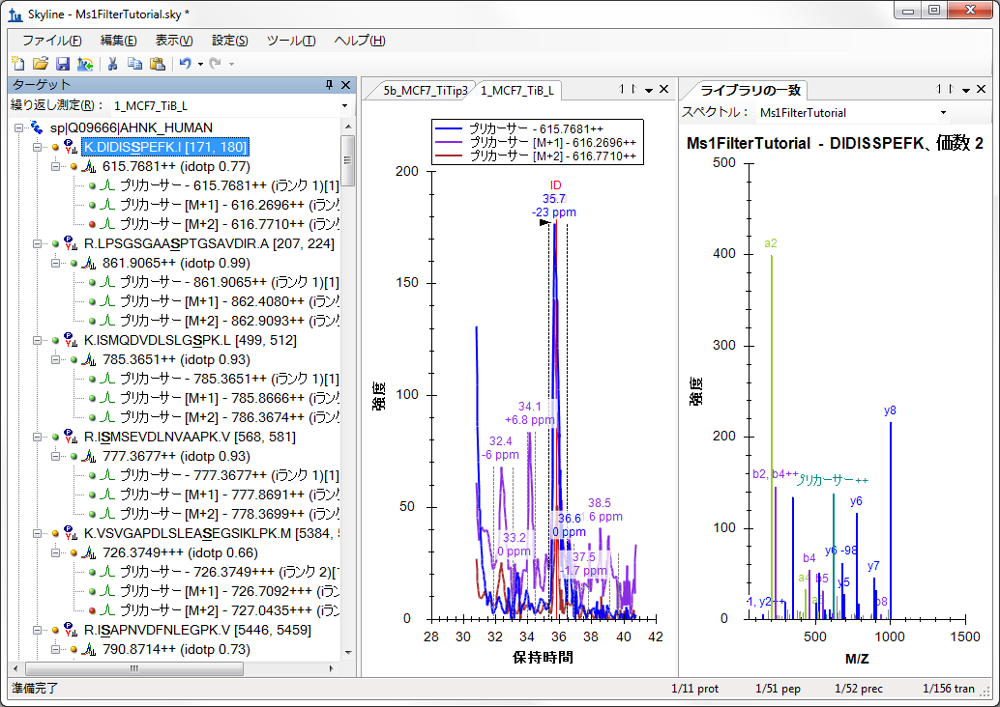 Skyline - Ms1FilterTutorial.sky *
ファイル(F) 編集(E) 表示(V) 設定(S) ツール(T) ヘルプ(H)
ターゲット
繰り返し測定(R)： 1_MCF7_TiB_L
sp|Q09666|AHNK_HUMAN
K.DIDISSPEFK.I [171, 180]
615.7681++ (idotp 0.77)
プリカーサー - 615.7681++ (iランク 1)[1]
プリカーサー [M+1] - 616.2696++ (iランク
プリカーサー [M+2] - 616.7710++ (iランク
R.LPSGSGAASPTGSAVDIR.A [207, 224]
861.9065++ (idotp 0.99)
プリカーサー - 861.9065++ (iランク 1)[1]
プリカーサー [M+1] - 862.4080++ (iランク
プリカーサー [M+2] - 862.9093++ (iランク
K.ISMQDVDLSLGSPK.L [499, 512]
785.3651++ (idotp 0.93)
プリカーサー - 785.3651++ (iランク 1)[1]
プリカーサー [M+1] - 785.8666++ (iランク
プリカーサー [M+2] - 786.3674++ (iランク
R.ISMSEVDLNVAAPK.V [568, 581]
777.3677++ (idotp 0.93)
プリカーサー - 777.3677++ (iランク 1)[1]
プリカーサー [M+1] - 777.8691++ (iランク
プリカーサー [M+2] - 778.3699++ (iランク
K.VSVGAPDLSLEASEGSIKLPK.M [5384,
726.3749+++ (idotp 0.66)
プリカーサー - 726.3749+++ (iランク 2)[
プリカーサー [M+1] - 726.7092+++ (iラン
プリカーサー [M+2] - 727.0435+++ (iラン
R.ISAPNVDFNLEGPK.V [5446, 5459]
790.8714++ (idotp 0.73)
5b_MCF7_TiTip3 1_MCF7_TiB_L
プリカーサー - 615.7681++
プリカーサー [M+1] - 616.2696++
プリカーサー [M+2] - 616.7710++
200
150
100
50
0
強度
ID
35.7
-23 ppm
34.1
+6.8 ppm
32.4
-6 ppm
38.5
6 ppm
36.6
0 ppm
33.2
0 ppm
37.5
-1.7 ppm
28 30 32 34 36 38 40 42
保持時間
ライブラリの一致
スペクトル： Ms1FilterTutorial
Ms1FilterTutorial - DIDISSPEFK、価数 2
500
400
300
200
100
0
強度
a2
y8
b2, b4++
プリカーサー ++
y6
y6 -98
b4
y7
a4
b5
y5
b8
y2++
500 1000 1500
M/Z
準備完了
1/11 prot 1/51 pep 1/52 prec 1/156 tran